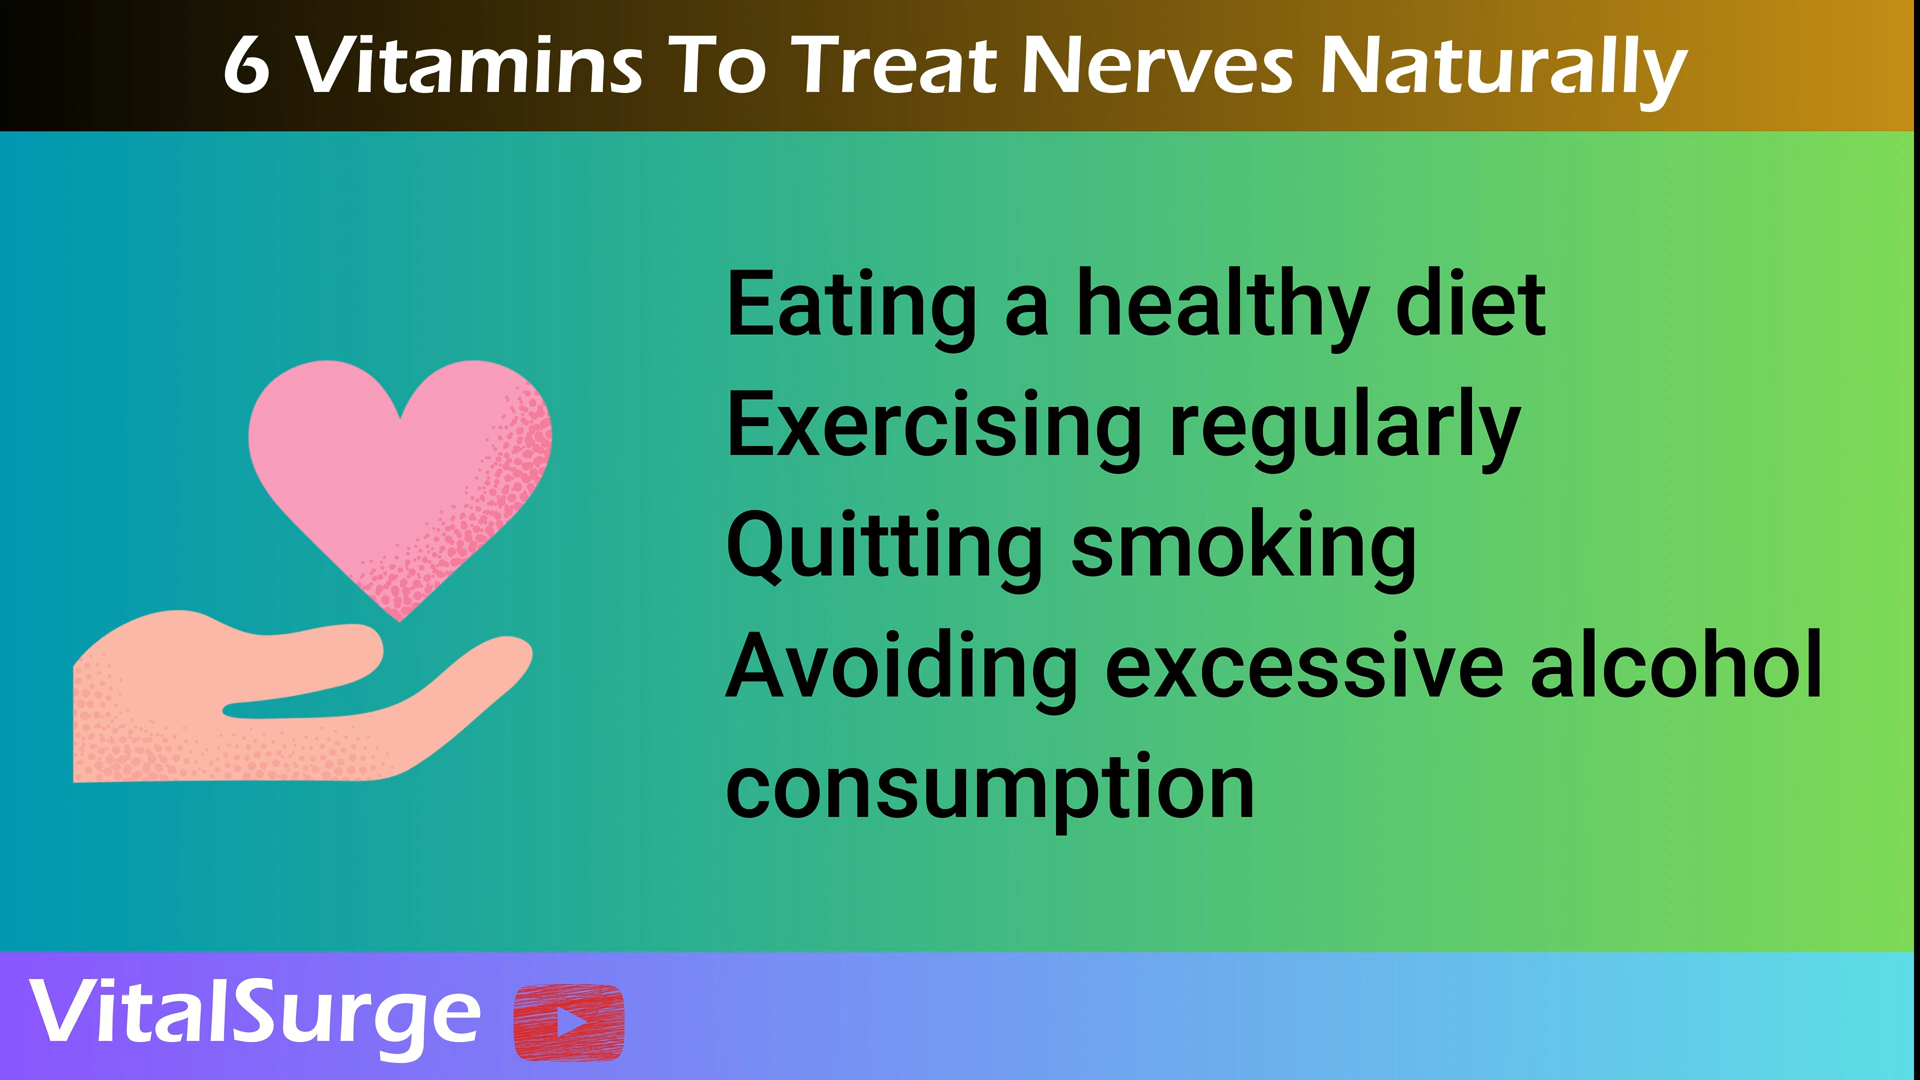 6 Vitamins To Treat Nerves Naturally
Eating a healthy diet
Exercising regularly
Quitting smoking
Avoiding excessive alcohol
consumption
VitalSurge